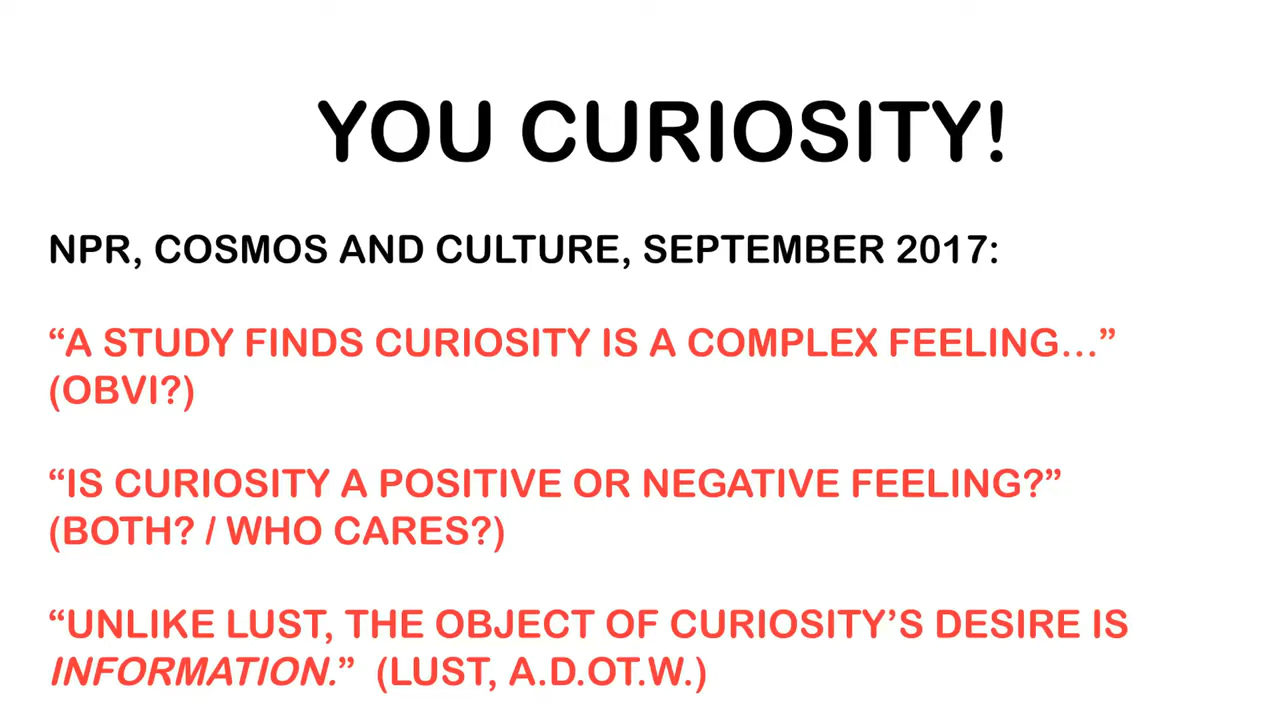 YOU CURIOSITY!
NPR, COSMOS AND CULTURE, SEPTEMBER 2017:
“A STUDY FINDS CURIOSITY IS A COMPLEX FEELING…”
(OBVI?)
“IS CURIOSITY A POSITIVE OR NEGATIVE FEELING?”
(BOTH? / WHO CARES?)
“UNLIKE LUST, THE OBJECT OF CURIOSITY’S DESIRE IS
INFORMATION.” (LUST, A.D.OT.W.)